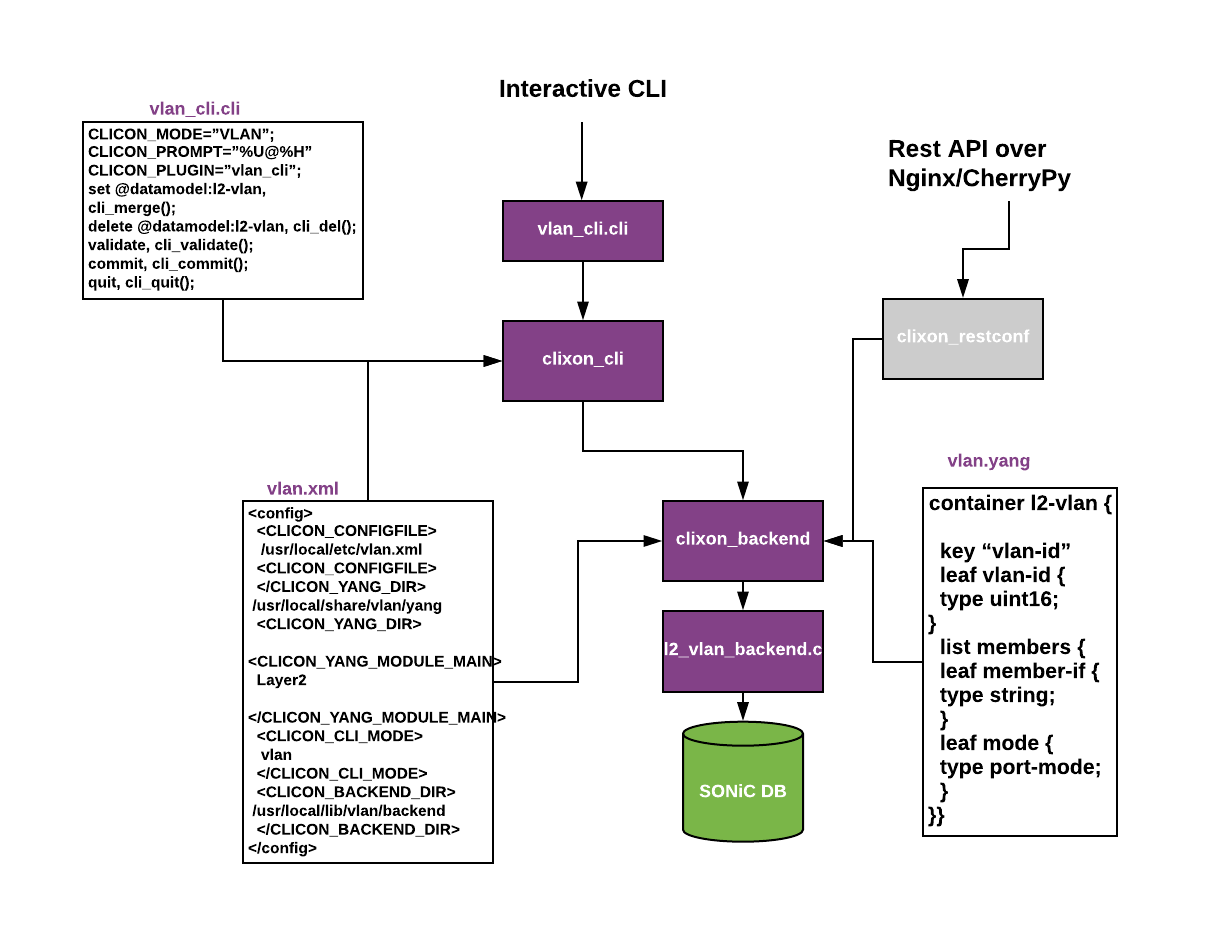 Interactive CLI
vlan_cli.cli
CLICON_MODE=”VLAN”;
CLICON_PROMPT=”%U@%H”
CLICON_PLUGIN=”vlan_cli”;
set @datamodel:l2-vlan,
cli_merge();
delete @datamodel:l2-vlan, cli_del();
validate, cli_validate();
commit, cli_commit();
quit, cli_quit();
Rest API over
Nginx/CherryPy
vlan_cli.cli
clixon_cli
clixon_restconf
vlan.xml
<config>
<CLICON_CONFIGFILE>
/usr/local/etc/vlan.xml
<CLICON_CONFIGFILE>
</CLICON_YANG_DIR>
/usr/local/share/vlan/yang
<CLICON_YANG_DIR>
<CLICON_YANG_MODULE_MAIN>
Layer2
</CLICON_YANG_MODULE_MAIN>
<CLICON_CLI_MODE>
vlan
</CLICON_CLI_MODE>
<CLICON_BACKEND_DIR>
/usr/local/lib/vlan/backend
</CLICON_BACKEND_DIR>
</config>
clixon_backend
l2_vlan_backend.c
SONiC DB
vlan.yang
container l2-vlan {
key “vlan-id”
leaf vlan-id {
type uint16;
}
list members {
leaf member-if {
type string;
}
leaf mode {
type port-mode;
}
}}